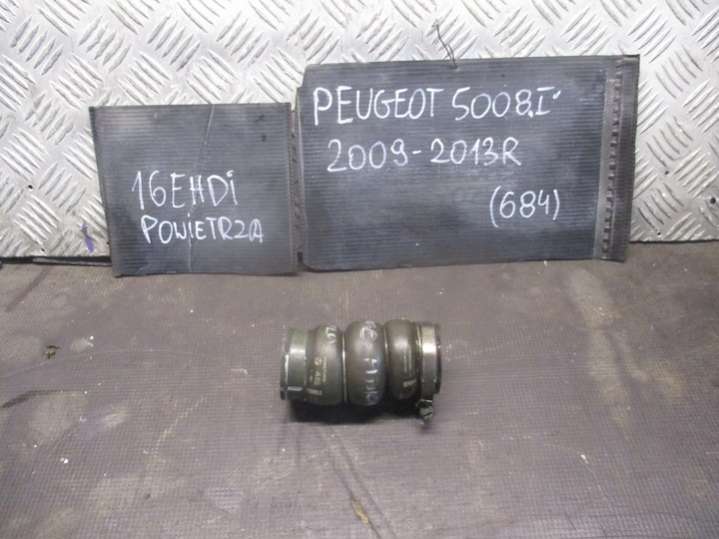 16EHDi
POWIETRZA
PEUGEOT 5008.I
2009-2013R
(684)